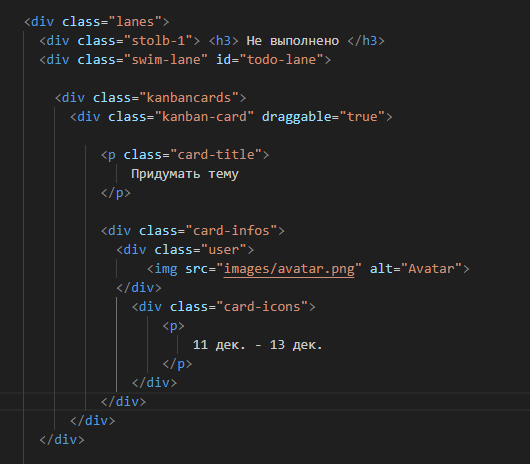 <div class="lanes">
<div class="stolb-1"> <h3> Не выполнено </h3>
<div class="swim-lane" id="todo-lane">
<div class="kanbancards">
<div class="kanban-card" draggable="true">
<p class="card-title">
Придумать тему
</p>
<div class="card-infos">
<div class="user">
<img src="images/avatar.png" alt="Avatar">
</div>
<div class="card-icons">
<p>
11 дек. - 13 дек.
</p>
</div>
</div>
</div>
</div>